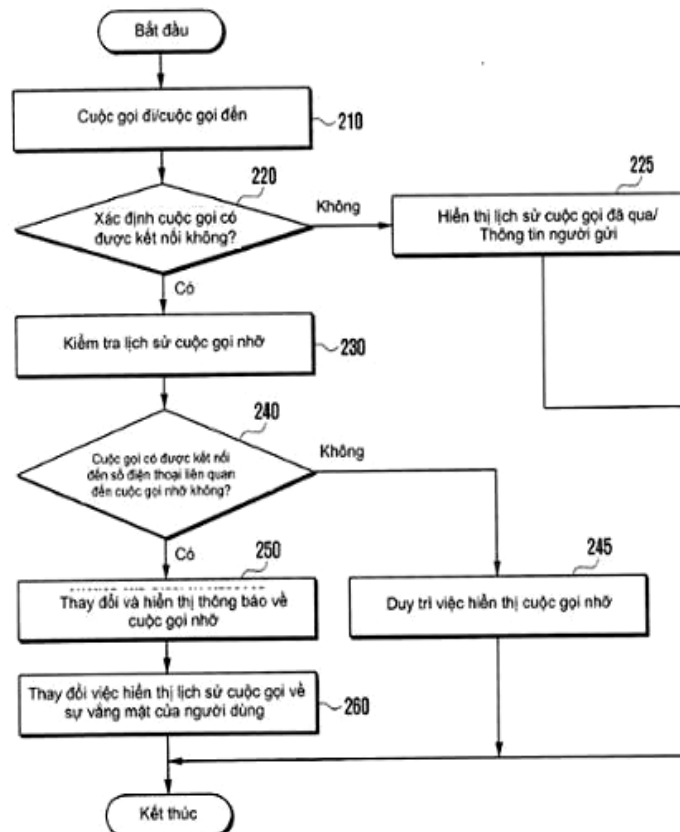 Bắt đầu
Cuộc gọi đi/cuộc gọi đến
210
220
Xác định cuộc gọi có
được kết nối không?
Không
225
Hiển thị lịch sử cuộc gọi đã qua/
Thông tin người gửi
Có
Kiểm tra lịch sử cuộc gọi nhỡ
230
240
Cuộc gọi có được kết nối
đến số điện thoại liên quan
đến cuộc gọi nhỡ không?
Không
Có
250
Thay đổi và hiển thị thông báo về
cuộc gọi nhỡ
245
Duy trì việc hiển thị cuộc gọi nhỡ
Thay đổi việc hiển thị lịch sử cuộc gọi về
sự vắng mặt của người dùng
260
Kết thúc